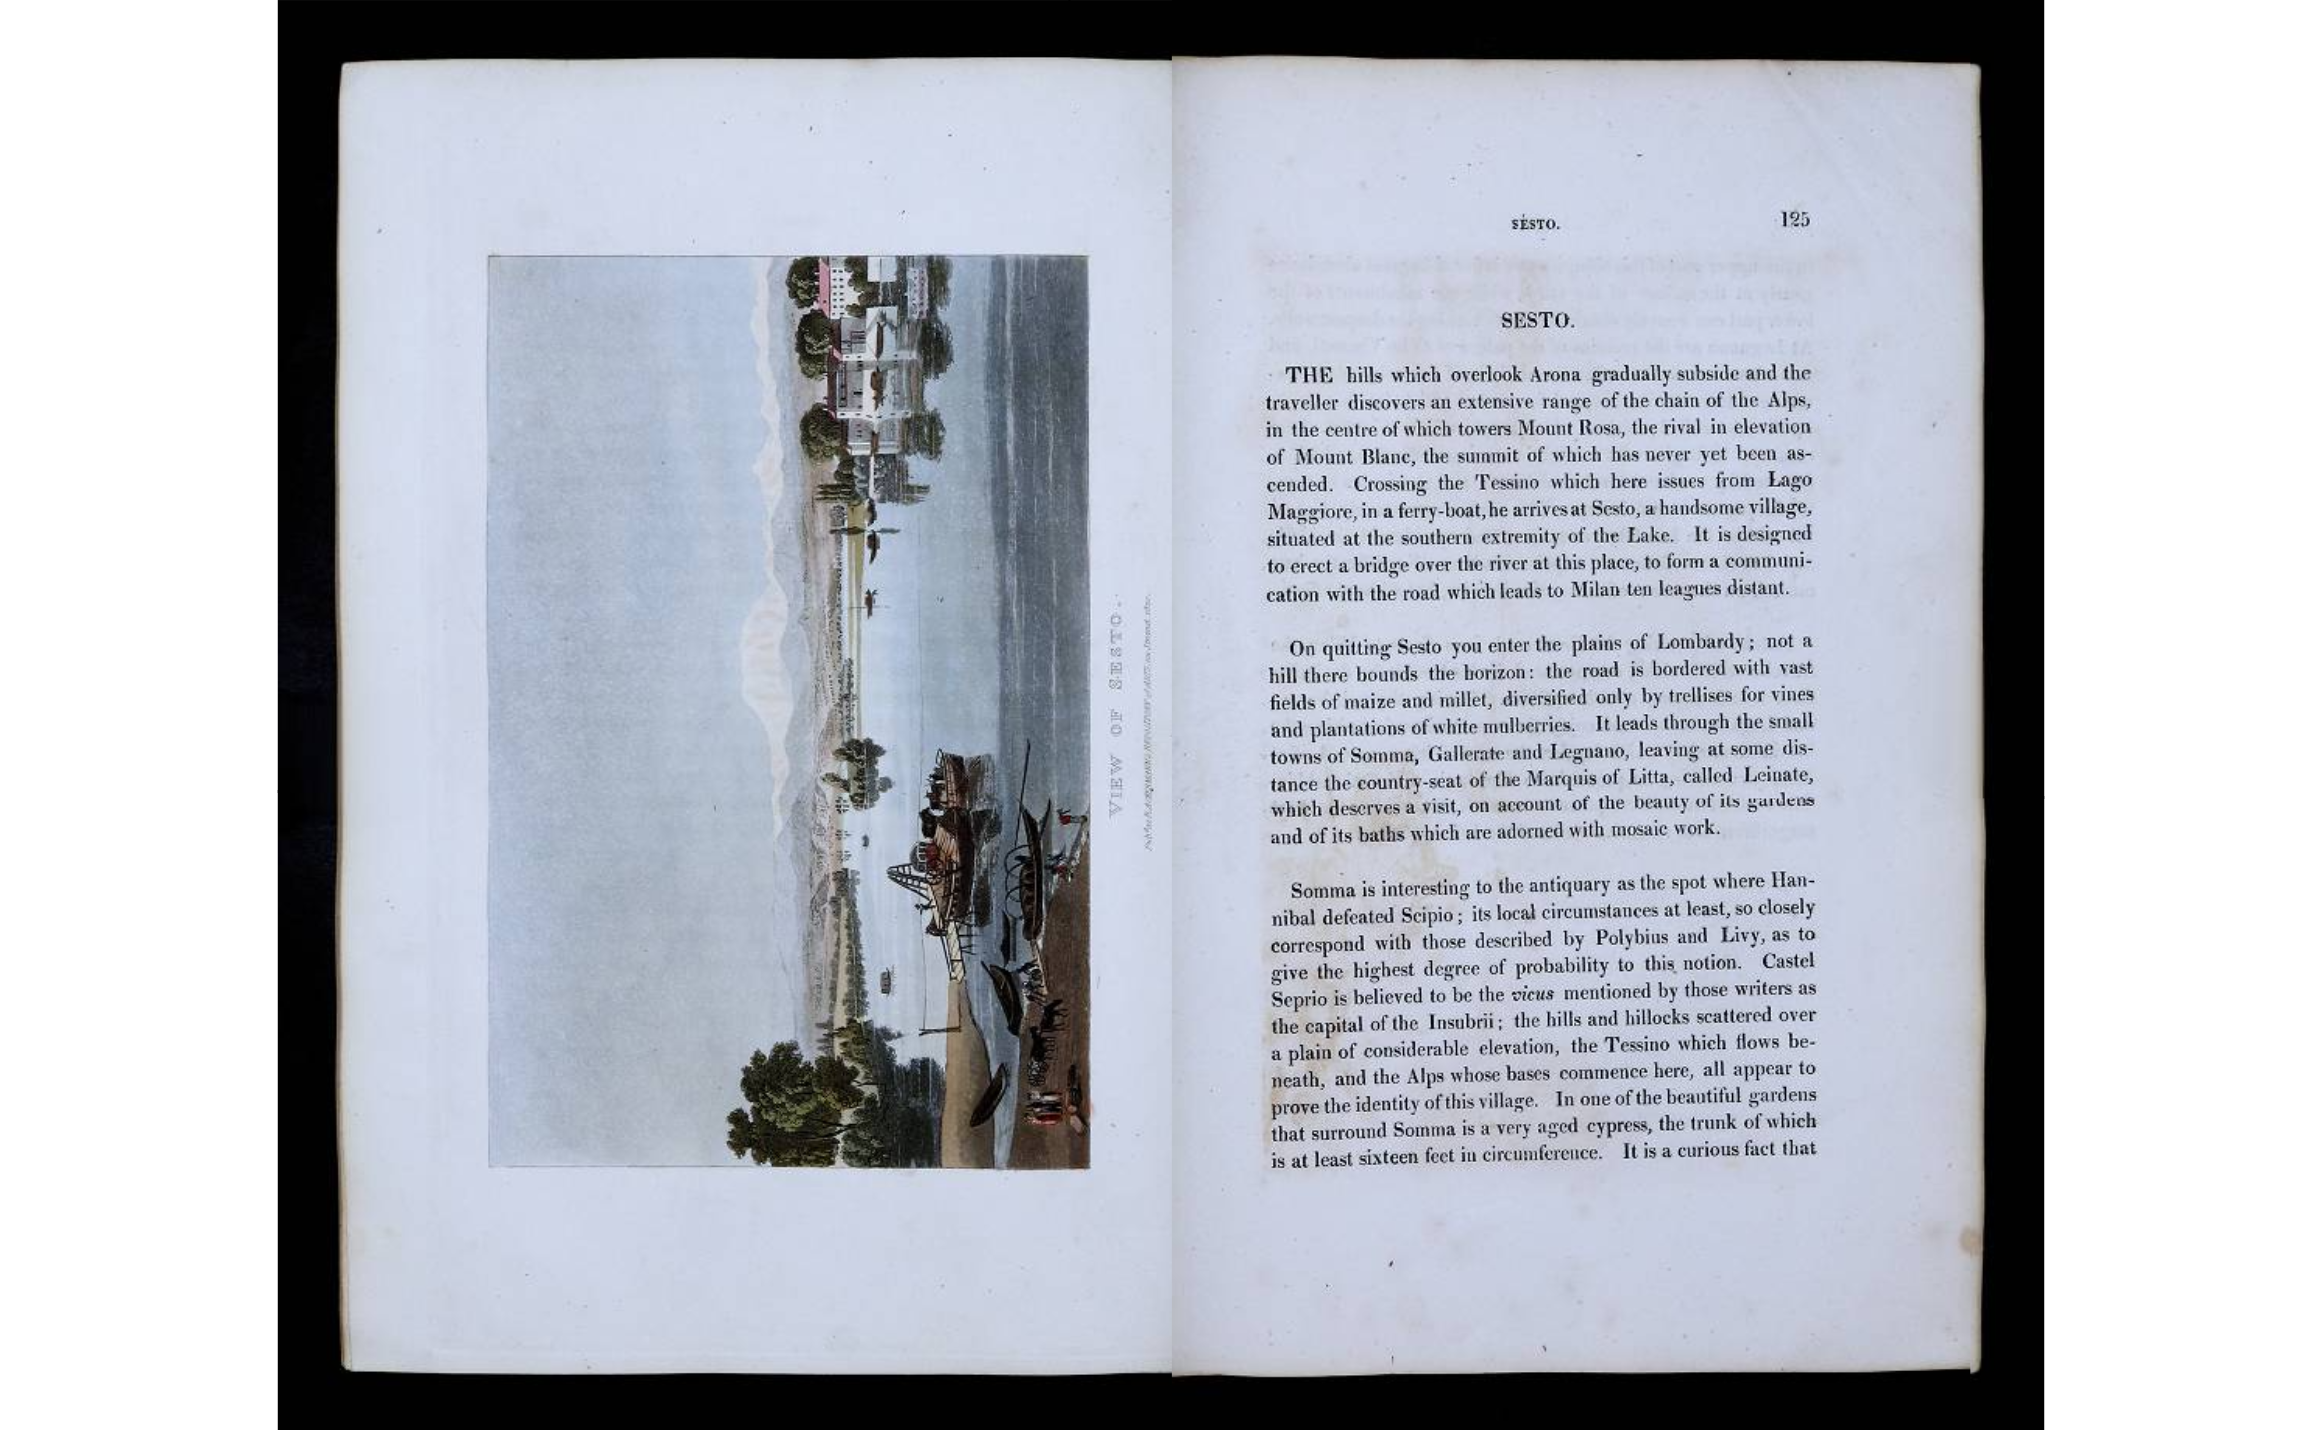 VIEW OF SESTO.
SESTO. 125
SESTO.
THE hills which overlook Arona gradually subside and the
traveller discovers an extensive range of the chain of the Alps,
in the centre of which towers Mount Rosa, the rival in elevation
of Mount Blanc, the summit of which has never yet been as-
cended. Crossing the Tessino which here issues from Lago
Maggiore, in a ferry-boat, he arrives at Sesto, a handsome village,
situated at the southern extremity of the Lake. It is designed
to erect a bridge over the river at this place, to form a communi-
cation with the road which leads to Milan ten leagues distant.
On quitting Sesto you enter the plains of Lombardy; not a
hill there bounds the horizon: the road is bordered with vast
fields of maize and millet, diversified only by trellises for vines
and plantations of white mulberries. It leads through the small
towns of Somma, Gallerate and Legnano, leaving at some dis-
tance the country-seat of the Marquis of Litta, called Leinate,
which deserves a visit, on account of the beauty of its gardens
and of its baths which are adorned with mosaic work.
Somma is interesting to the antiquary as the spot where Han-
nibal defeated Scipio; its local circumstances at least, so closely
correspond with those described by Polybius and Livy, as to
give the highest degree of probability to this notion. Castel
Seprio is believed to be the vicus mentioned by those writers as
the capital of the Insubrii; the hills and hillocks scattered over
a plain of considerable elevation, the Tessino which flows be-
neath, and the Alps whose bases commence here, all appear to
prove the identity of this village. In one of the beautiful gardens
that surround Somma is a very aged cypress, the trunk of which
is at least sixteen feet in circumference. It is a curious fact that